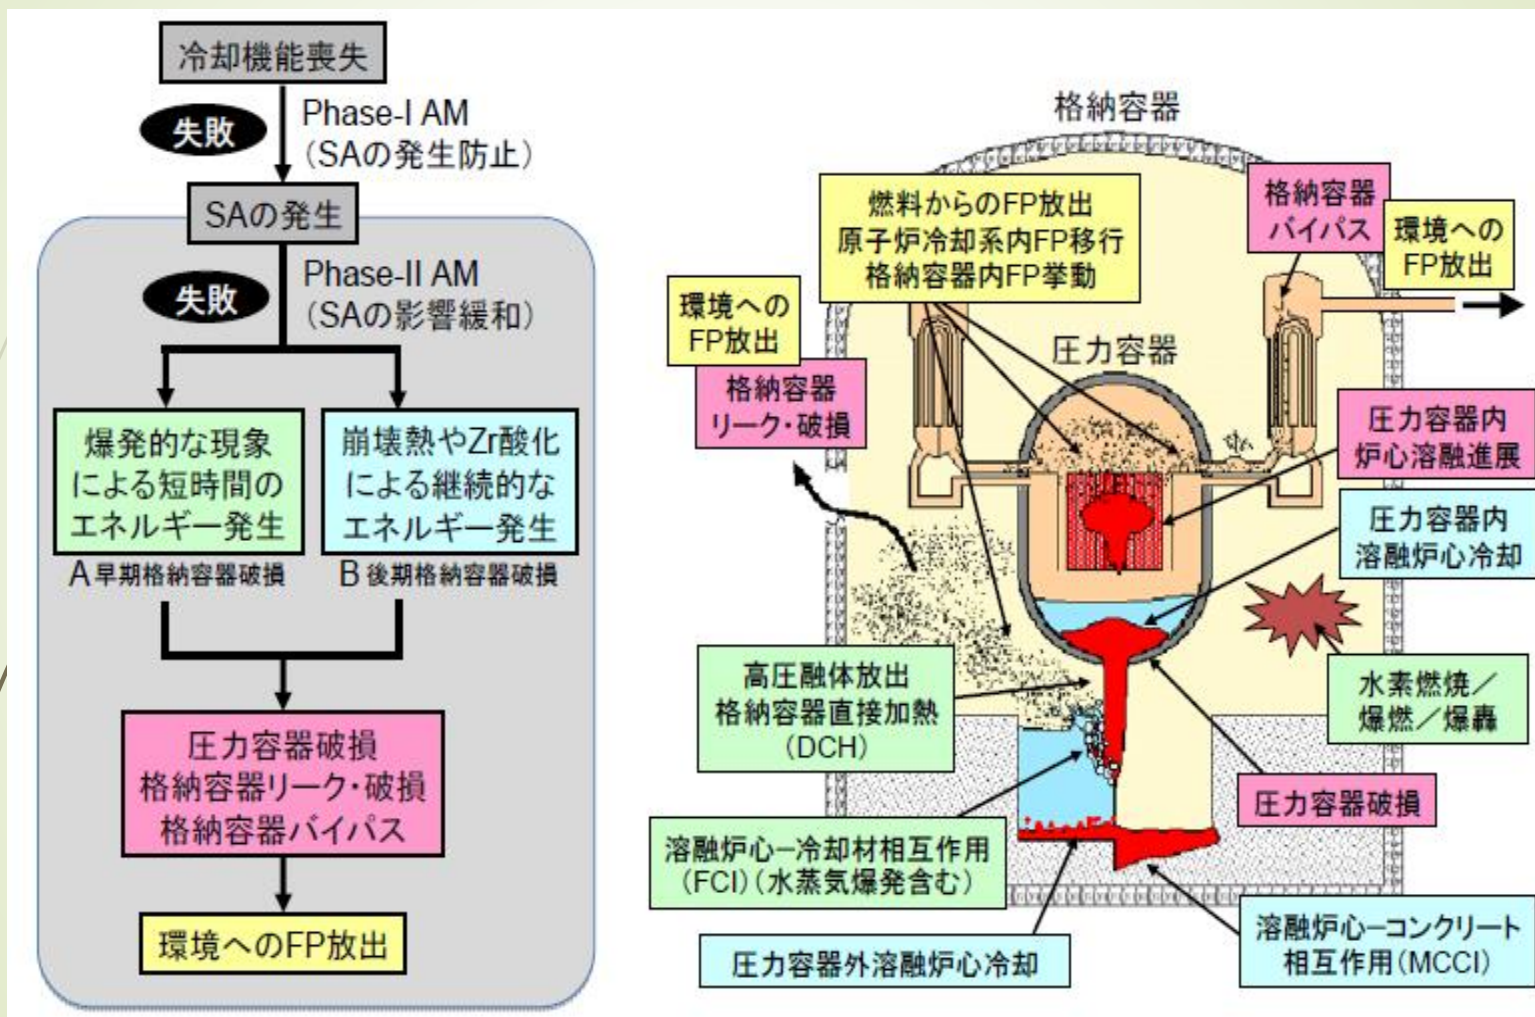 冷却機能喪失
失敗
Phase-I AM
(SAの発生防止)
SAの発生
失敗
Phase-II AM
(SAの影響緩和)
爆発的な現象
による短時間の
エネルギー発生
A 早期格納容器破損
崩壊熱やZr酸化
による継続的な
エネルギー発生
B 後期格納容器破損
圧力容器破損
格納容器リーク・破損
格納容器バイパス
環境へのFP放出
格納容器
燃料からのFP放出
原子炉冷却系内FP移行
格納容器内FP挙動
格納容器
バイパス
環境への
FP放出
環境への
FP放出
格納容器
リーク・破損
圧力容器
圧力容器内
炉心溶融進展
圧力容器内
溶融炉心冷却
高圧融体放出
格納容器直接加熱
(DCH)
水素燃焼／
爆燃／爆轟
圧力容器破損
溶融炉心−冷却材相互作用
(FCI)(水蒸気爆発含む)
圧力容器外溶融炉心冷却
溶融炉心−コンクリート
相互作用(MCCI)